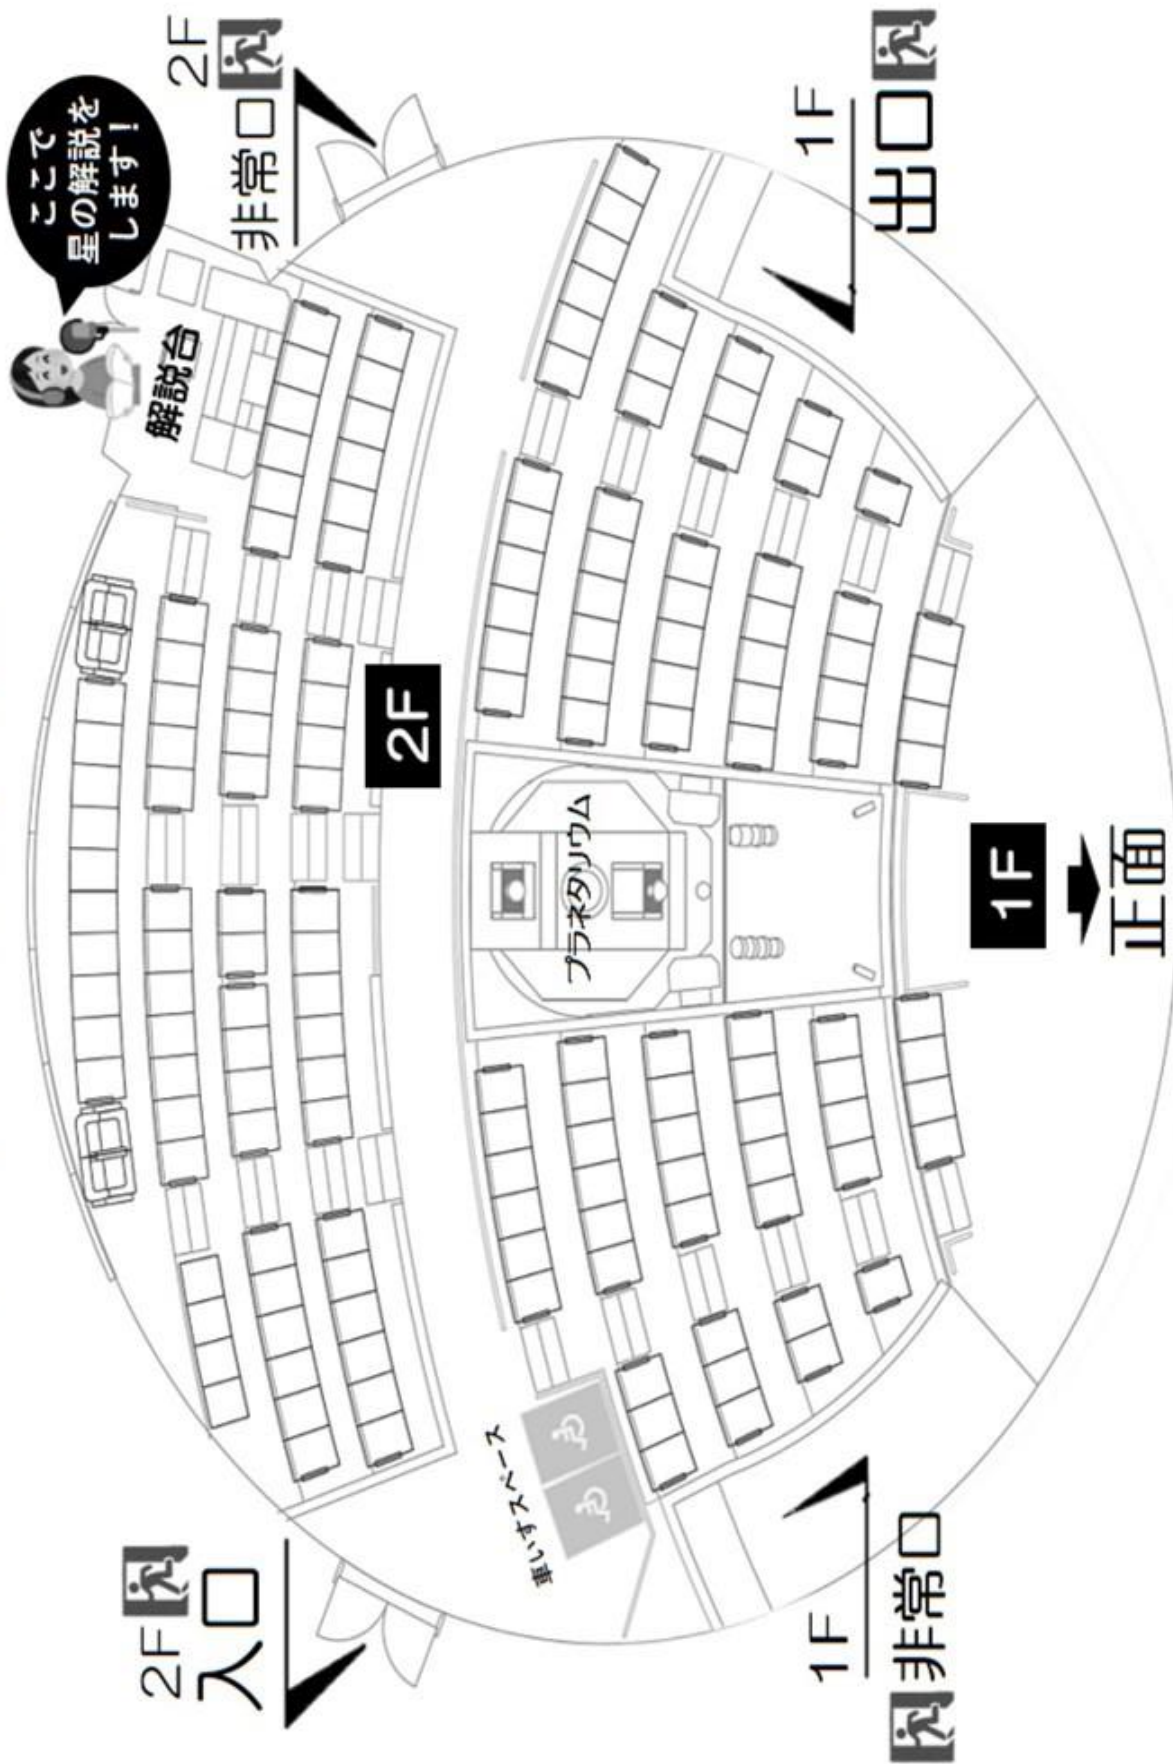 2F
入口
2F
非常口
ここで
星の解説を
します！
解説台
2F
車いすスペース
プラネタリウム
1F
正面
1F
非常口
1F
出口